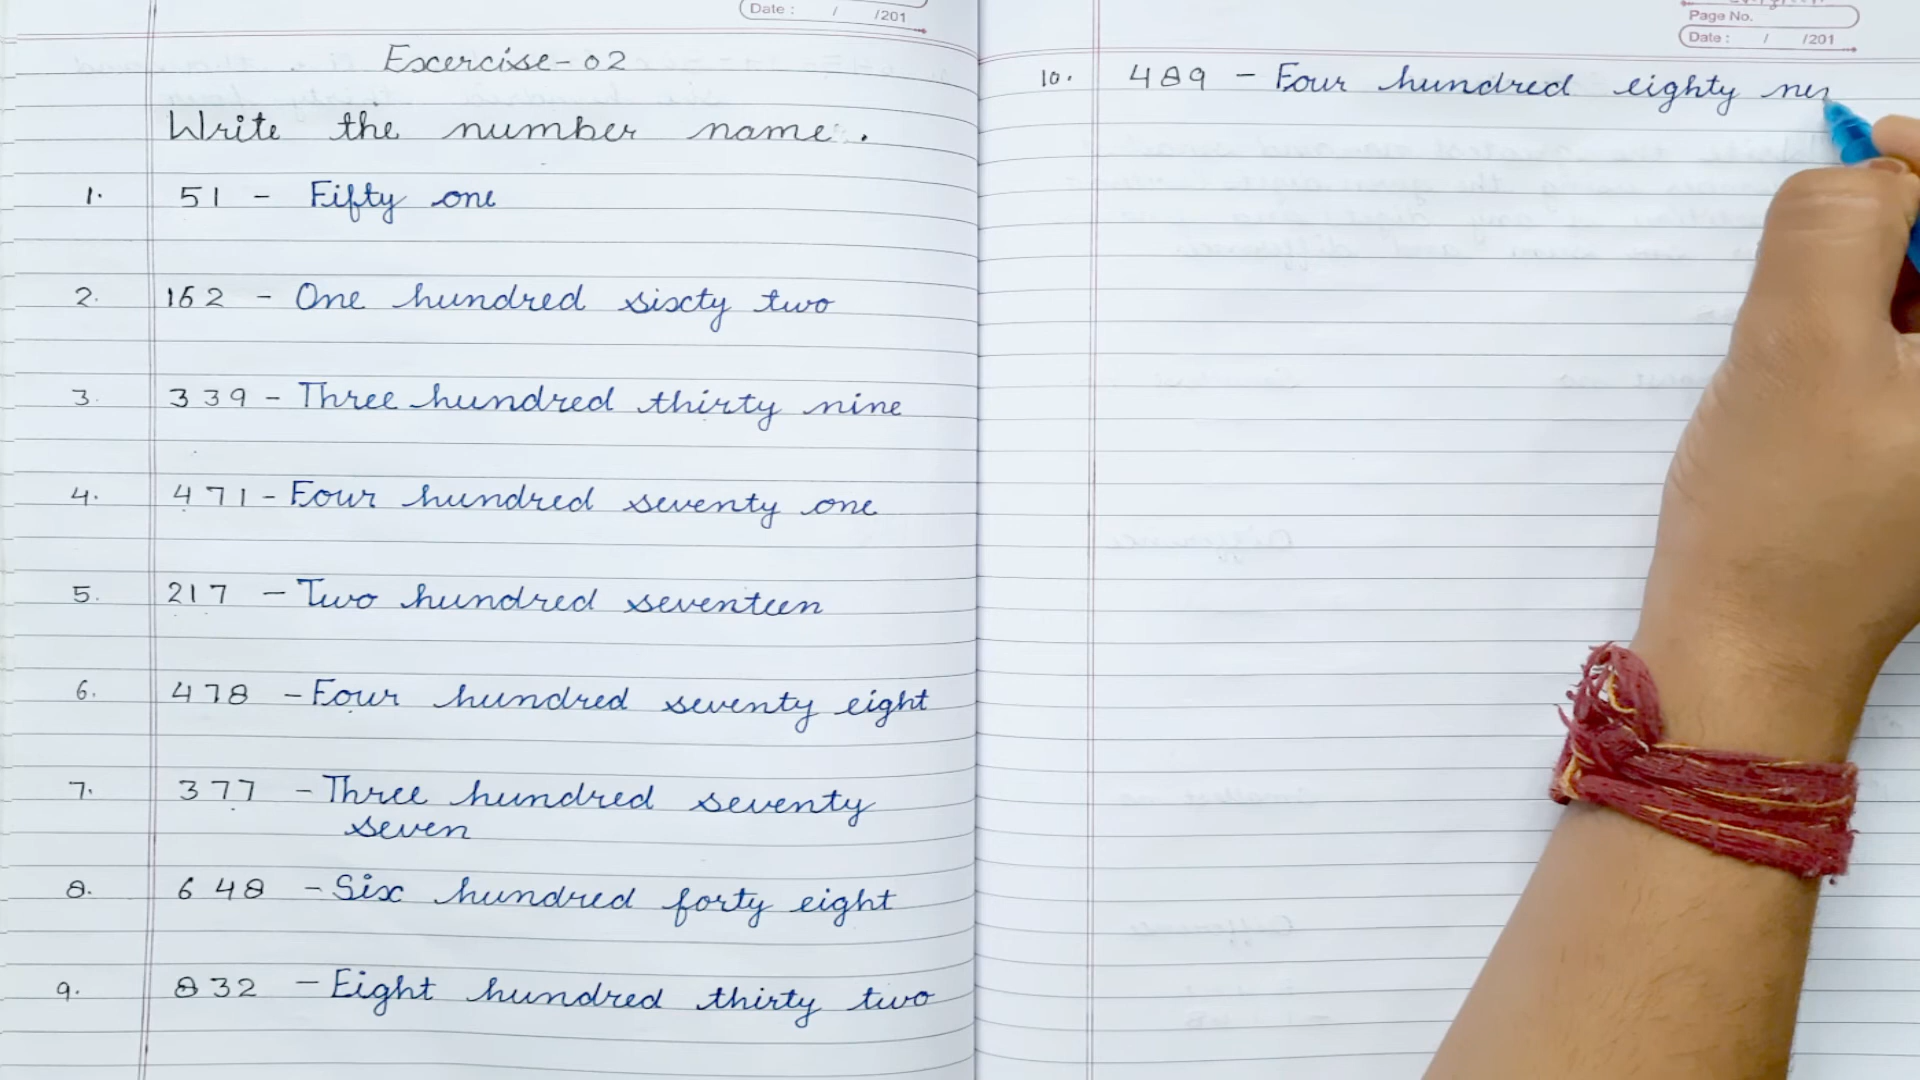 Date : / /201
Exercise-02
Write the number name.
1. 51 - Fifty one
2. 162 - One hundred sixty two
3. 339 - Three hundred thirty nine
4. 471 - Four hundred seventy one
5. 217 - Two hundred seventeen
6. 478 - Four hundred seventy eight
7. 377 - Three hundred seventy
seven
8. 648 - Six hundred forty eight
9. 832 - Eight hundred thirty two
Page No.
Date : / /201
10. 489 - Four hundred eighty